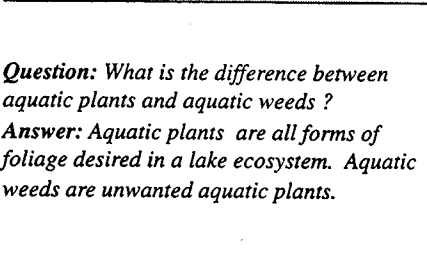 Question: What is the difference between
aquatic plants and aquatic weeds ?
Answer: Aquatic plants are all forms of
foliage desired in a lake ecosystem. Aquatic
weeds are unwanted aquatic plants.